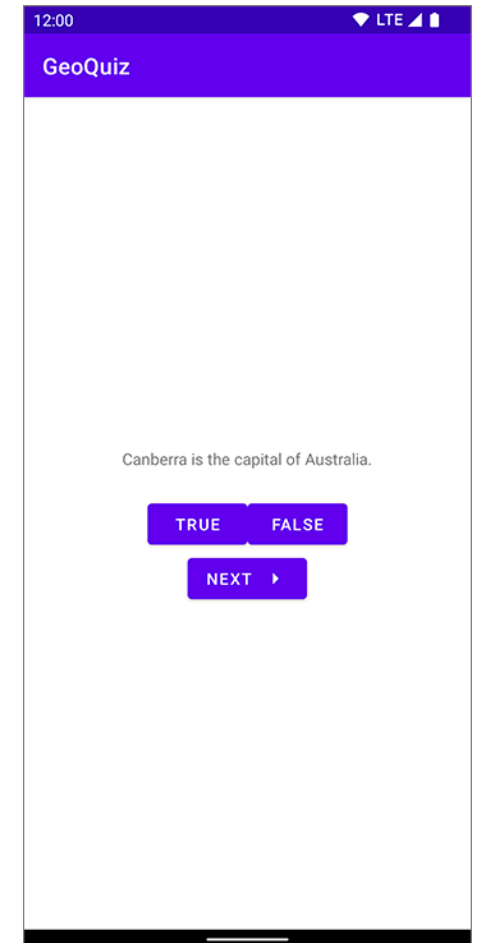 12:00 LTE
GeoQuiz
Canberra is the capital of Australia.
TRUE FALSE
NEXT